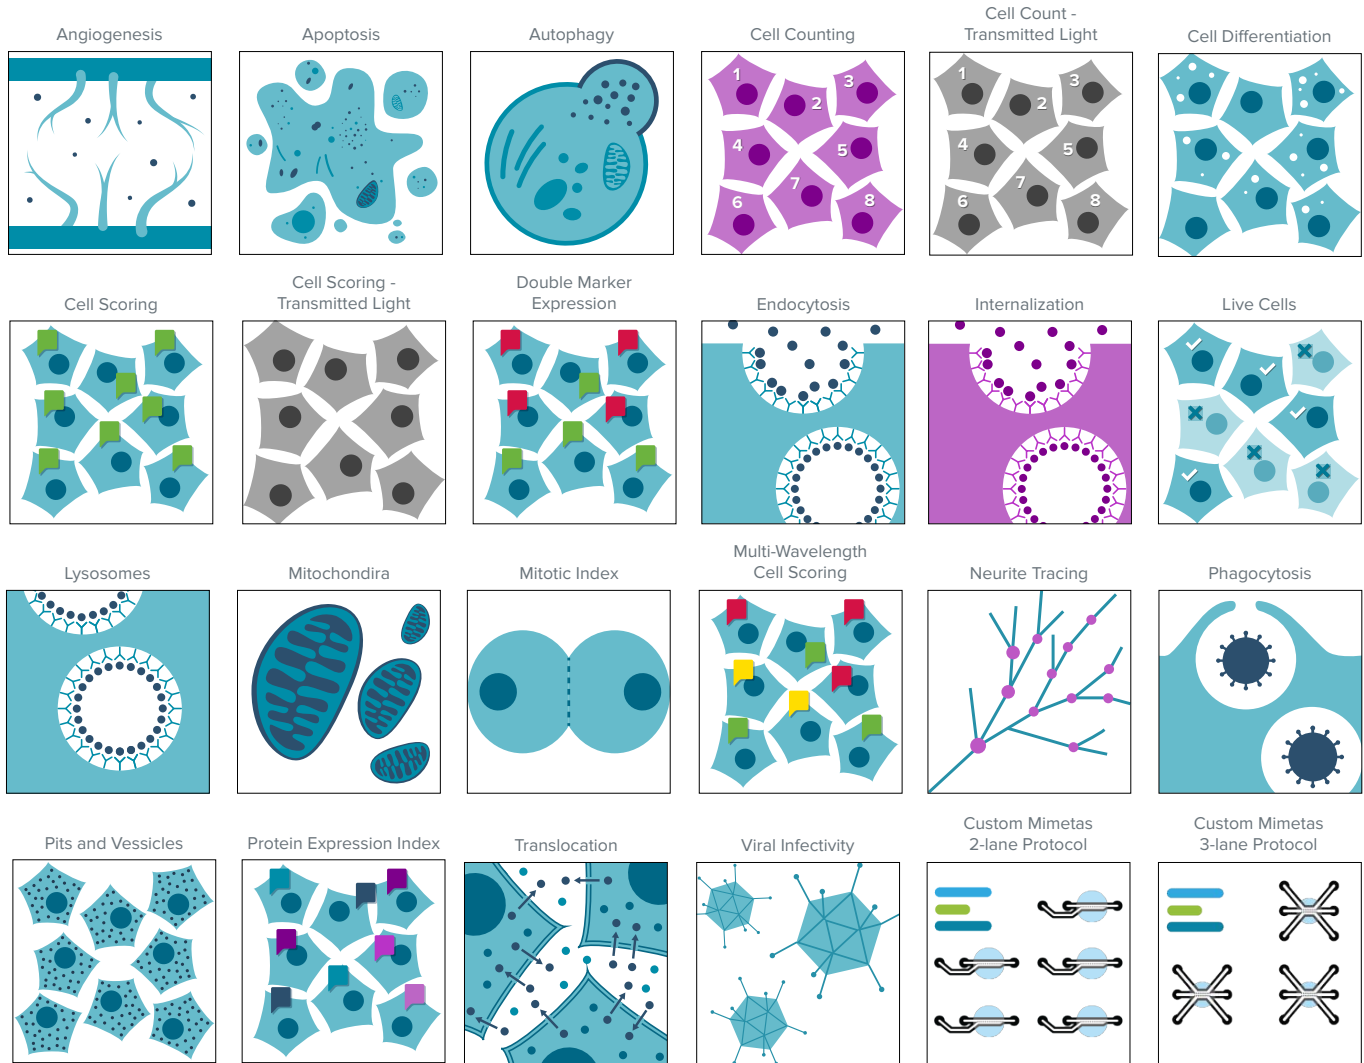 Angiogenesis
Apoptosis
Autophagy
Cell Counting
Cell Count -
Transmitted Light
Cell Differentiation
1
2
3
4
5
6
7
8
1
2
3
4
5
6
7
8
Cell Scoring
Cell Scoring -
Transmitted Light
Double Marker
Expression
Endocytosis
Internalization
Live Cells
Lysosomes
Mitochondira
Mitotic Index
Multi-Wavelength
Cell Scoring
Neurite Tracing
Phagocytosis
Pits and Vessicles
Protein Expression Index
Translocation
Viral Infectivity
Custom Mimetas
2-lane Protocol
Custom Mimetas
3-lane Protocol